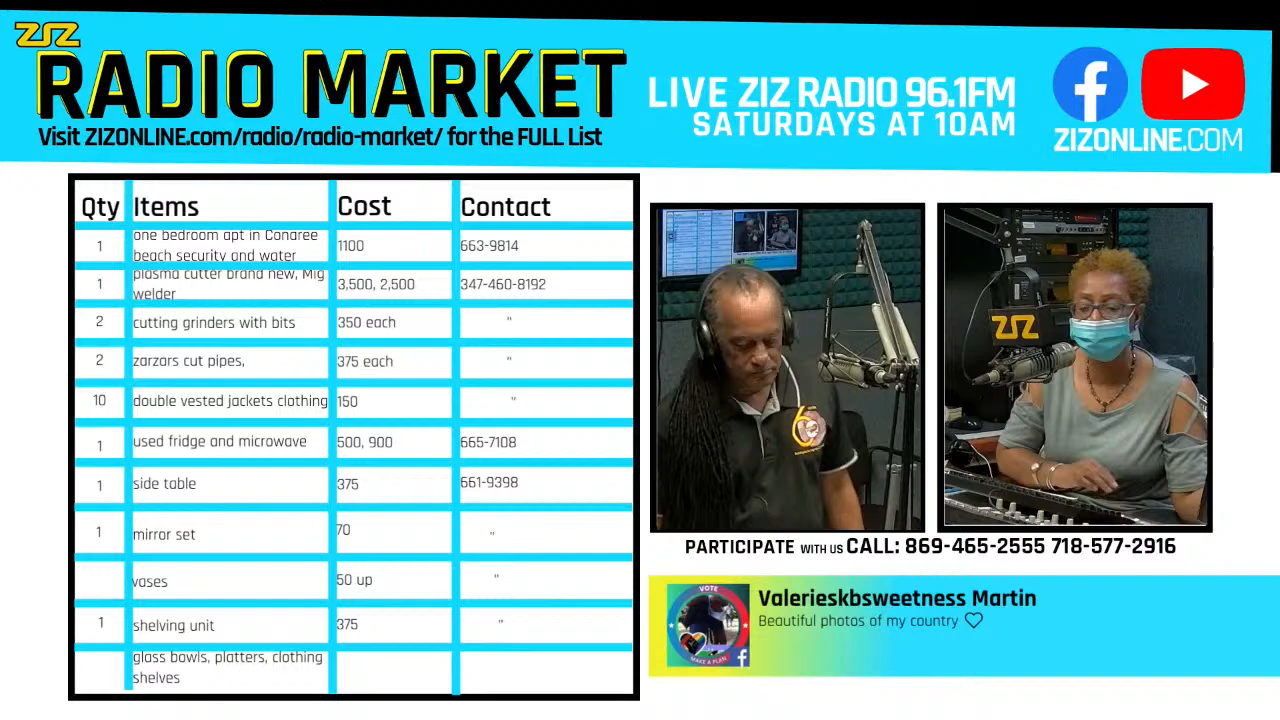 ZIZ
RADIO MARKET
Visit ZIZONLINE.com/radio/radio-market/ for the FULL List
LIVE ZIZ RADIO 96.1FM
SATURDAYS AT 10AM
ZIZONLINE.COM
Qty Items Cost Contact
1 one bedroom apt in Conaree beach security and water 1100 663-9814
1 plasma cutter brand new, Mig welder 3,500, 2,500 347-460-8192
2 cutting grinders with bits 350 each "
2 zarzars cut pipes, 375 each "
10 double vested jackets clothing 150 "
1 used fridge and microwave 500, 900 665-7108
1 side table 375 661-9398
1 mirror set 70 "
vases 50 up "
1 shelving unit 375 "
glass bowls, platters, clothing
shelves
ZIZ
PARTICIPATE WITH US CALL: 869-465-2555 718-577-2916
VOTE
MAKE A PLAN
Valerieskbsweetness Martin
Beautiful photos of my country ♡